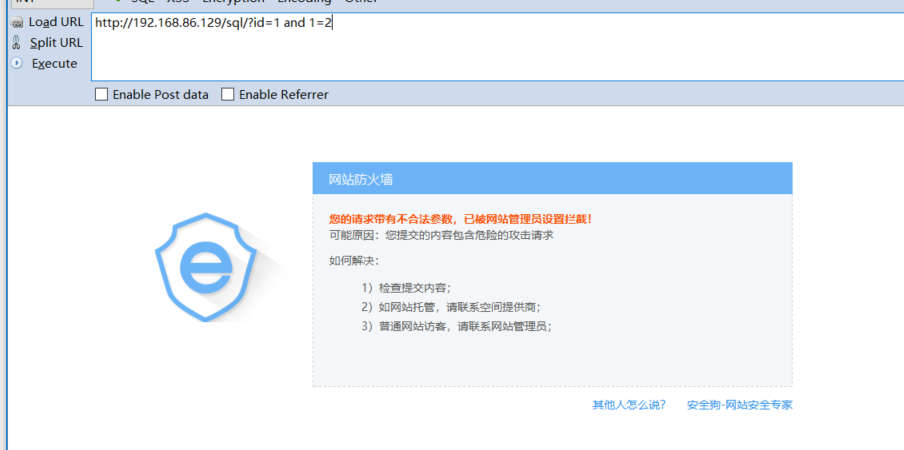 Load URL
http://192.168.86.129/sql/?id=1 and 1=2
Split URL
Execute
Enable Post data
Enable Referrer
网站防火墙
您的请求带有不合法参数，已被网站管理员设置拦截！
可能原因：您提交的内容包含危险的攻击请求
如何解决：
1）检查提交内容；
2）如网站托管，请联系空间提供商；
3）普通网站访客，请联系网站管理员；
其他人怎么说？
安全狗-网站安全专家